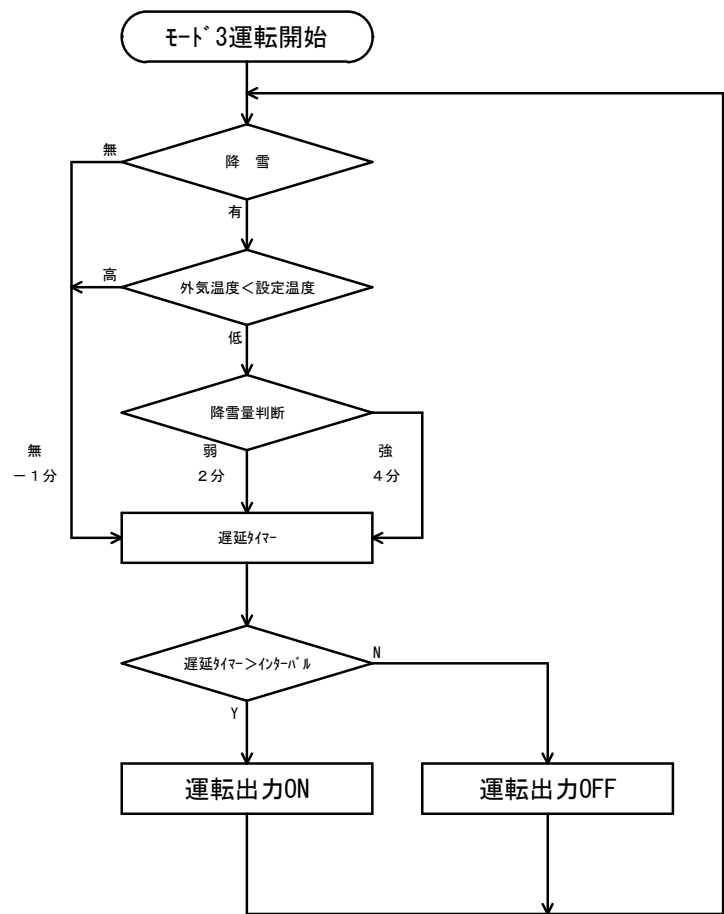 ﾓｰﾄﾞ3運転開始
無
降　雪
有
高
外気温度＜設定温度
低
降雪量判断
無
－１分
弱
２分
強
４分
遅延ﾀｲﾏｰ
遅延ﾀｲﾏｰ＞ｲﾝﾀｰﾊﾞﾙ
N
Y
運転出力ON
運転出力OFF